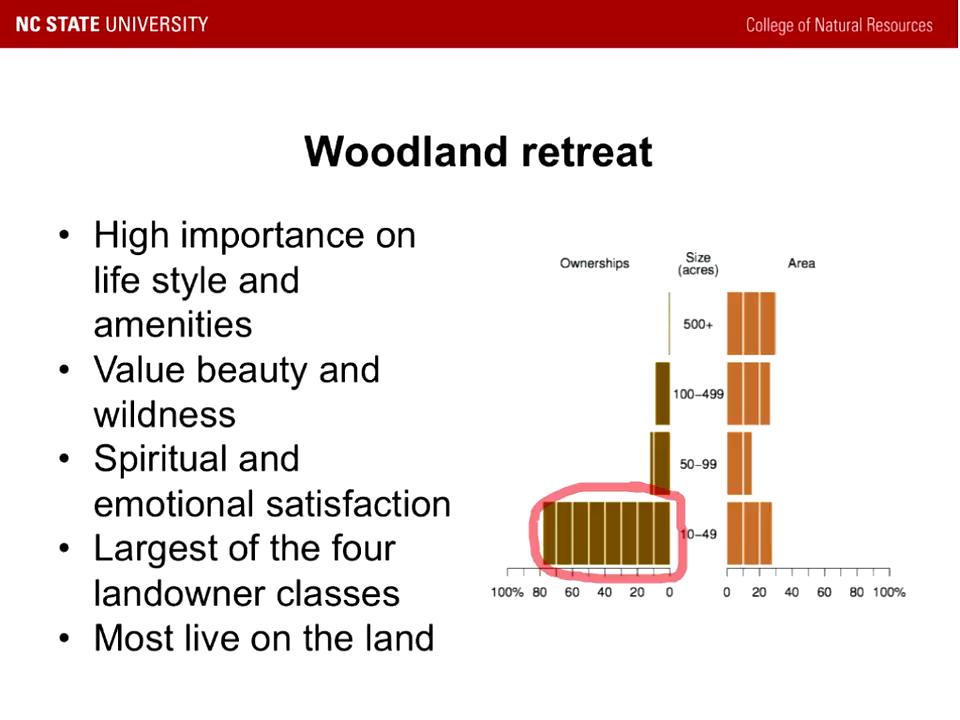 NC STATE UNIVERSITY
College of Natural Resources
Woodland retreat
• High importance on
life style and
amenities
• Value beauty and
wildness
• Spiritual and
emotional satisfaction
• Largest of the four
landowner classes
• Most live on the land
Ownerships
Size
(acres)
Area
500+
100–499
50–99
10–49
100% 80 60 40 20 0
0 20 40 60 80 100%